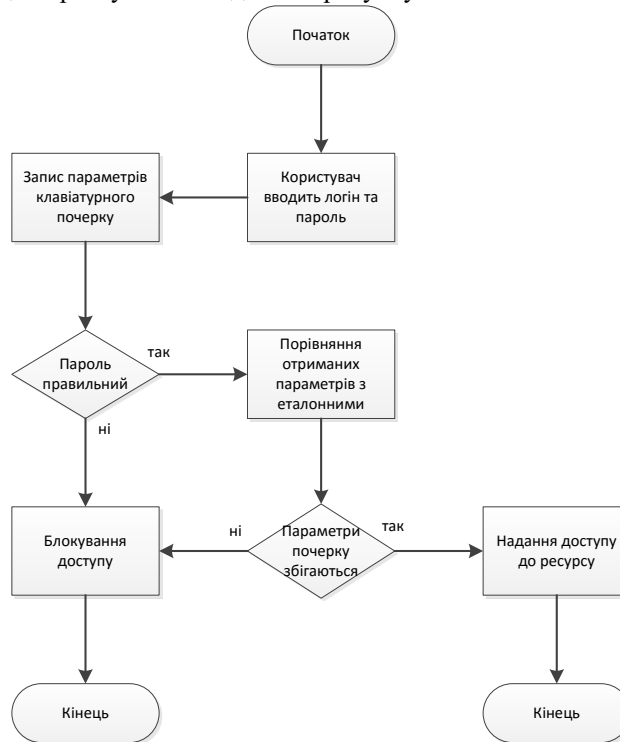 Початок
Запис параметрів
клавіатурного
почерку
Користувач
вводить логін та
пароль
Пароль
правильний
так
Порівняння
отриманих
параметрів з
еталонними
ні
Блокування
доступу
ні
Параметри
почерку
збігаються
так
Надання доступу
до ресурсу
Кінець
Кінець